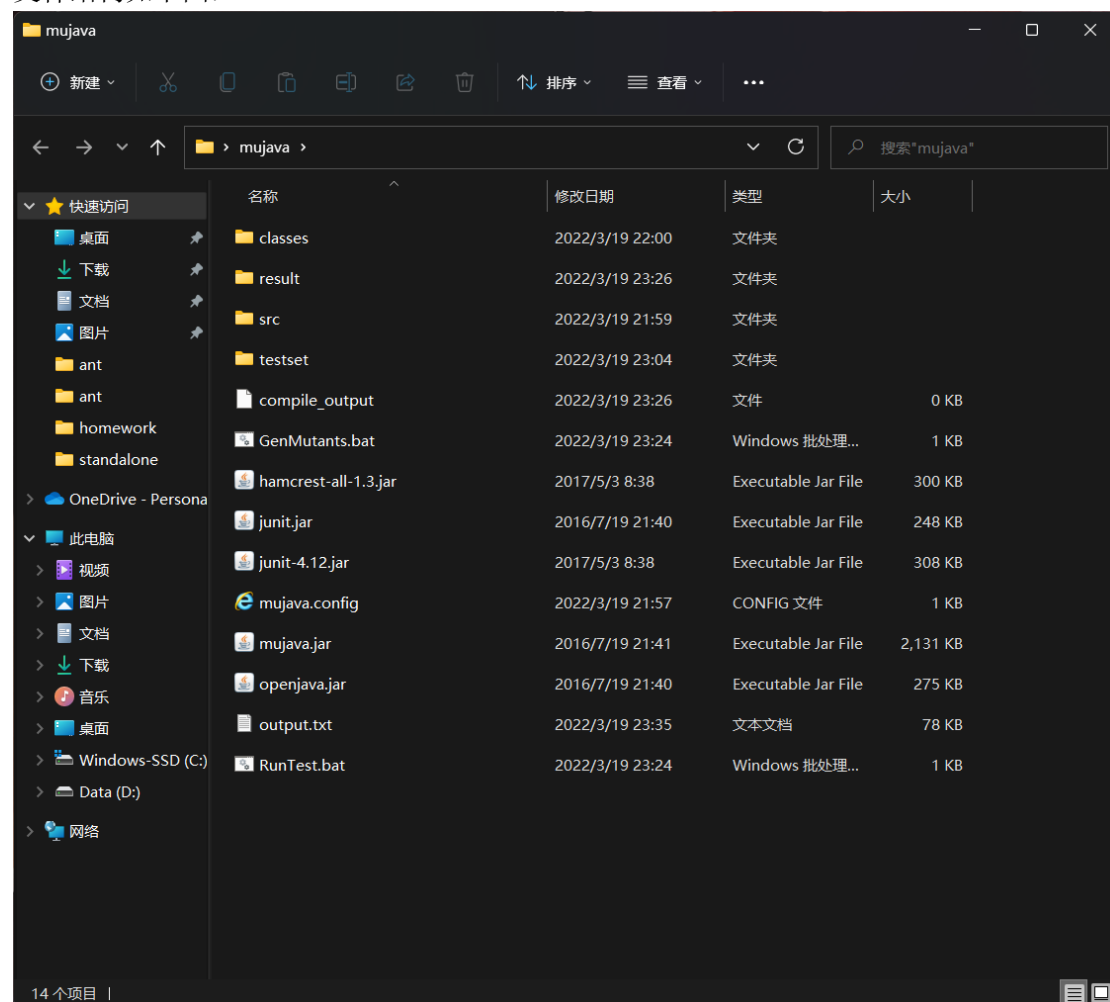 mujava
新建
排序
查看
mujava
搜索"mujava"
名称 修改日期 类型 大小
快速访问
桌面
下载
文档
图片
ant
ant
homework
standalone
OneDrive - Persona
此电脑
视频
图片
文档
下载
音乐
桌面
Windows-SSD (C:)
Data (D:)
网络
classes 2022/3/19 22:00 文件夹
result 2022/3/19 23:26 文件夹
src 2022/3/19 21:59 文件夹
testset 2022/3/19 23:04 文件夹
compile_output 2022/3/19 23:26 文件 0 KB
GenMutants.bat 2022/3/19 23:24 Windows 批处理... 1 KB
hamcrest-all-1.3.jar 2017/5/3 8:38 Executable Jar File 300 KB
junit.jar 2016/7/19 21:40 Executable Jar File 248 KB
junit-4.12.jar 2017/5/3 8:38 Executable Jar File 308 KB
mujava.config 2022/3/19 21:57 CONFIG 文件 1 KB
mujava.jar 2016/7/19 21:41 Executable Jar File 2,131 KB
openjava.jar 2016/7/19 21:40 Executable Jar File 275 KB
output.txt 2022/3/19 23:35 文本文档 78 KB
RunTest.bat 2022/3/19 23:24 Windows 批处理... 1 KB
14 个项目